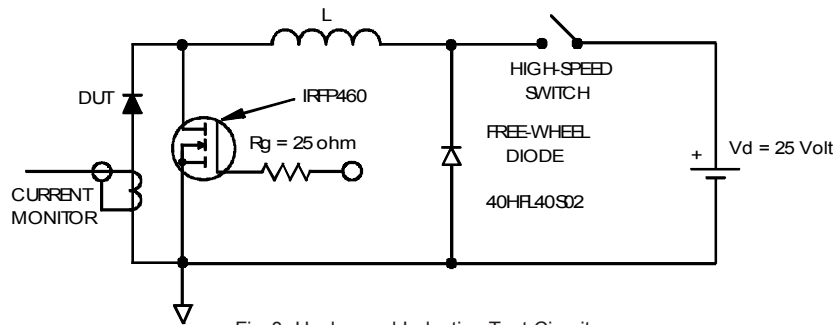 L
HIGH-SPEED
SWITCH
DUT
IRFP460
Rg = 25 ohm
FREE-WHEEL
DIODE
40HFL40S02
+
Vd = 25 Volt
CURRENT
MONITOR